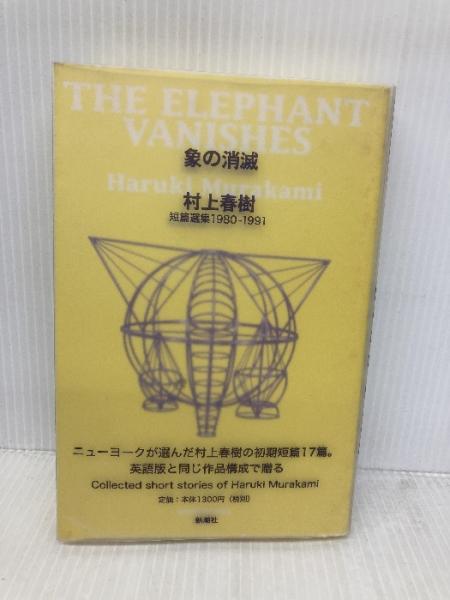 THE ELEPHANT
VANISHES
象の消滅
Haruki Murakami
村上春樹
短篇選集1980-1991
ニューヨークが選んだ村上春樹の初期短篇17篇。
英語版と同じ作品構成で贈る
Collected short stories of Haruki Murakami
定価：本体1300円（税別）
新潮社